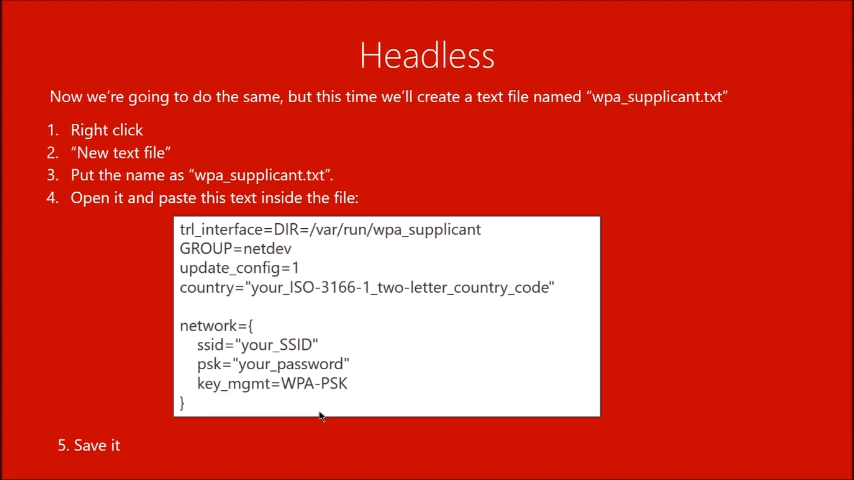 Headless
Now we're going to do the same, but this time we'll create a text file named “wpa_supplicant.txt”
1. Right click
2. “New text file”
3. Put the name as “wpa_supplicant.txt”.
4. Open it and paste this text inside the file:
trl_interface=DIR=/var/run/wpa_supplicant
GROUP=netdev
update_config=1
country="your_ISO-3166-1_two-letter_country_code"
network={
ssid="your_SSID"
psk="your_password"
key_mgmt=WPA-PSK
}
5. Save it